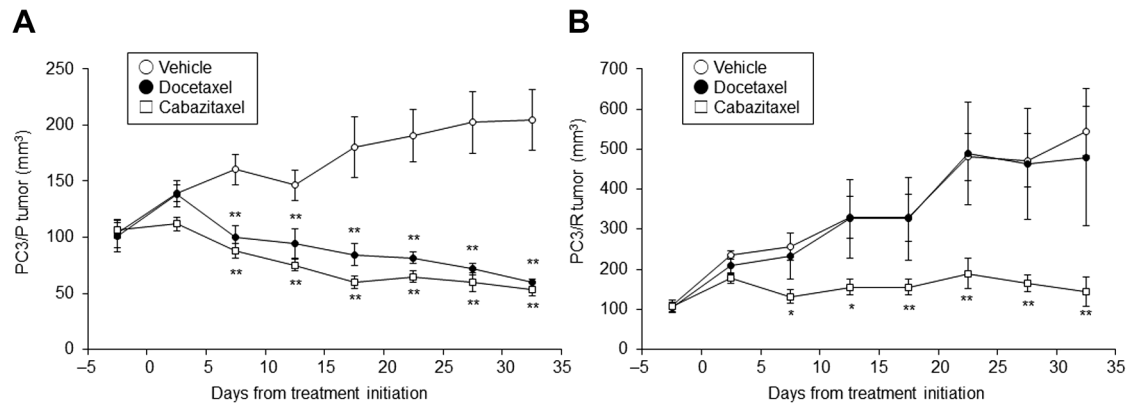 A
B
Vehicle
Docetaxel
Cabazitaxel
PC3/P tumor (mm³)
250
200
150
100
50
0
** ** ** ** ** **
** ** ** ** ** **
–5 0 5 10 15 20 25 30 35
Days from treatment initiation
Vehicle
Docetaxel
Cabazitaxel
PC3/R tumor (mm³)
700
600
500
400
300
200
100
0
* * ** ** ** **
–5 0 5 10 15 20 25 30 35
Days from treatment initiation